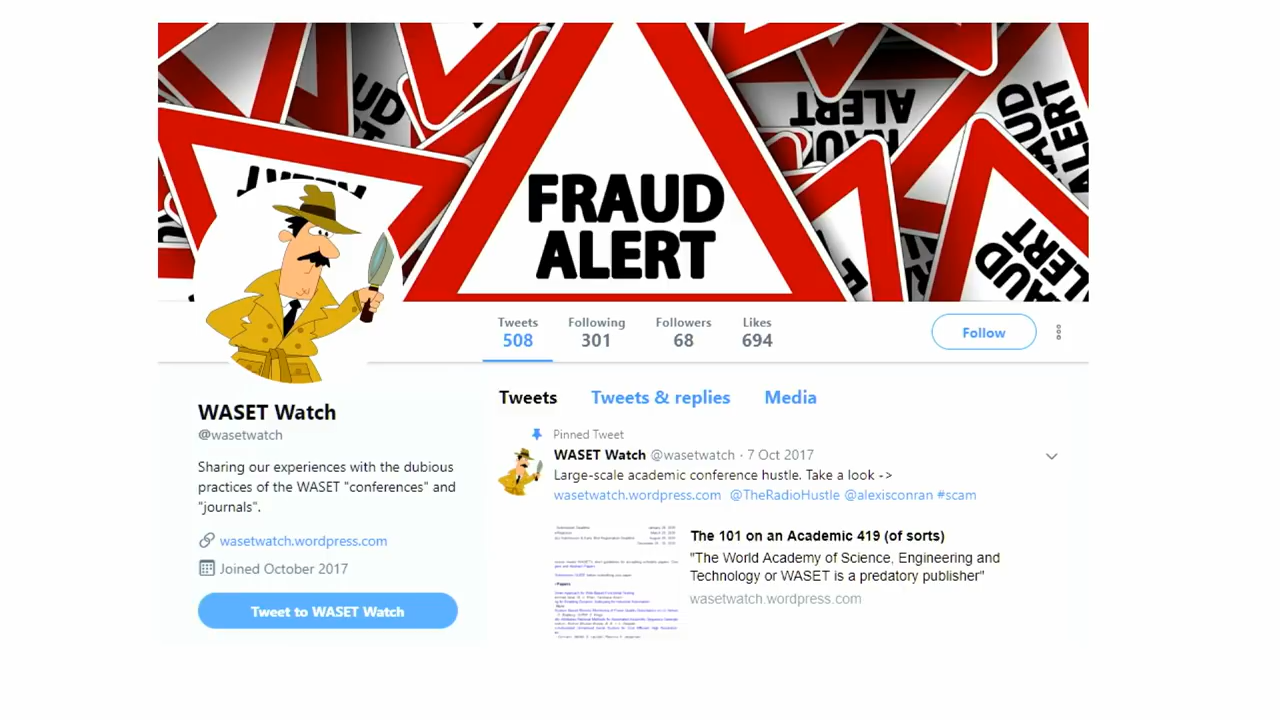 FRAUD
ALERT
FRAUD
ALERT
ALERT
Tweets
508
Following
301
Followers
68
Likes
694
Follow
WASET Watch
@wasetwatch
Sharing our experiences with the dubious
practices of the WASET "conferences" and
"journals".
wasetwatch.wordpress.com
Joined October 2017
Tweet to WASET Watch
Tweets
Tweets & replies
Media
Pinned Tweet
WASET Watch @wasetwatch · 7 Oct 2017
Large-scale academic conference hustle. Take a look ->
wasetwatch.wordpress.com @TheRadioHustle @alexisconran #scam
The 101 on an Academic 419 (of sorts)
"The World Academy of Science, Engineering and
Technology or WASET is a predatory publisher"
wasetwatch.wordpress.com